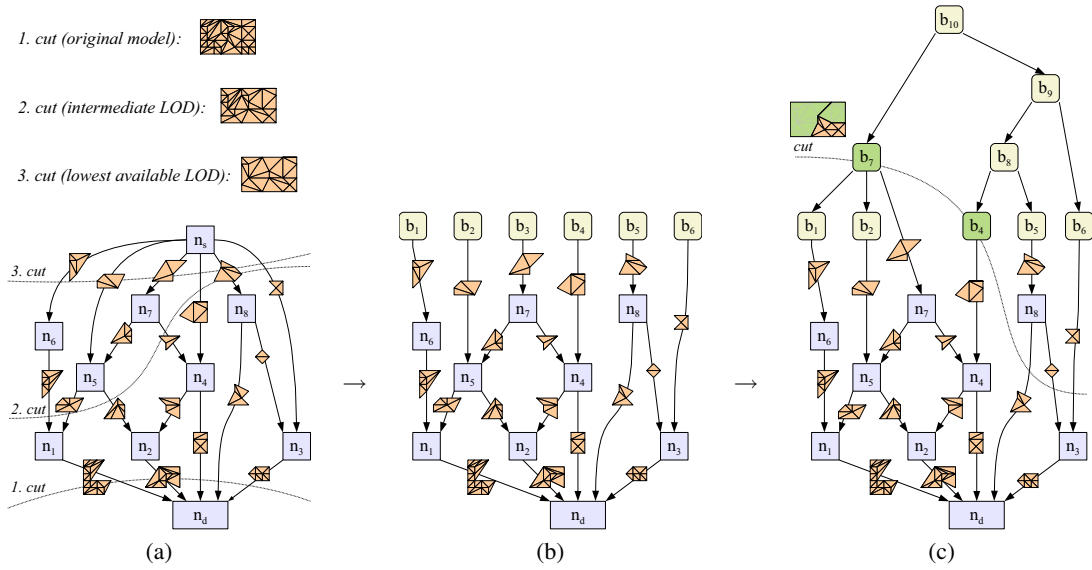 1. cut (original model):
2. cut (intermediate LOD):
3. cut (lowest available LOD):
n_s
3. cut
n_7
n_8
n_6
n_5
n_4
2. cut
n_1
n_2
n_3
1. cut
n_d
(a)
→
b_1
b_2
b_3
b_4
b_5
b_6
n_7
n_8
n_6
n_5
n_4
n_1
n_2
n_3
n_d
(b)
→
b_10
b_9
cut
b_7
b_8
b_1
b_2
b_4
b_5
b_6
n_7
n_8
n_6
n_5
n_4
n_1
n_2
n_3
n_d
(c)